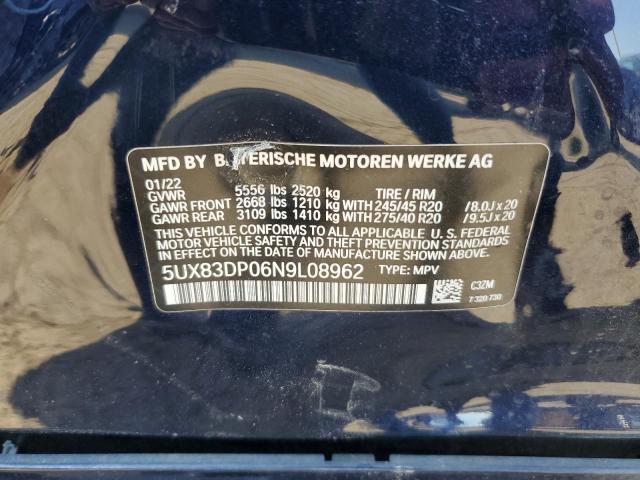 MFD BY BAYERISCHE MOTOREN WERKE AG
01/22
GVWR 5556 lbs 2520 kg TIRE / RIM
GAWR FRONT 2668 lbs 1210 kg WITH 245/45 R20 /8.0J x 20
GAWR REAR 3109 lbs 1410 kg WITH 275/40 R20 /9.5J x 20
THIS VEHICLE CONFORMS TO ALL APPLICABLE U. S. FEDERAL
MOTOR VEHICLE SAFETY AND THEFT PREVENTION
STANDARDS IN EFFECT ON THE DATE OF
MANUFACTURE SHOWN ABOVE.
5UX83DP06N9L08962 TYPE: MPV
C3ZM
7 320 730